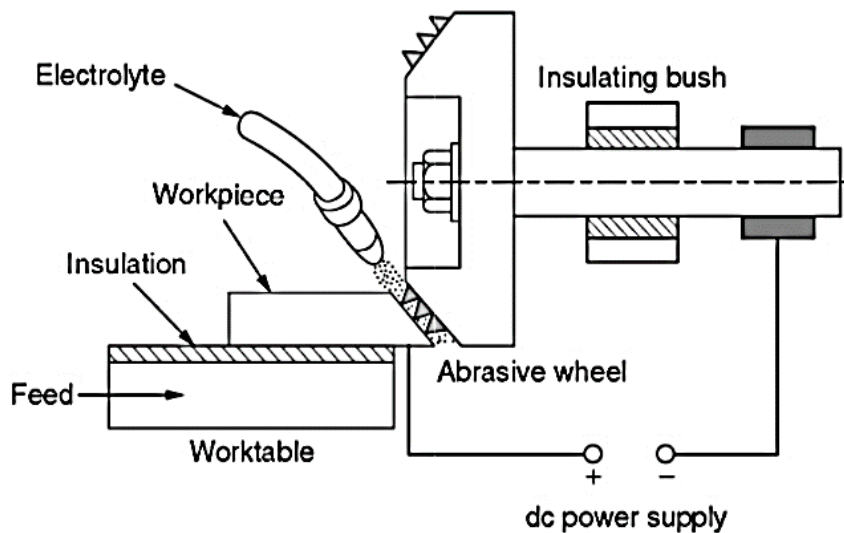 Electrolyte
Insulating bush
Workpiece
Insulation
Abrasive wheel
Feed
Worktable
+ −
dc power supply